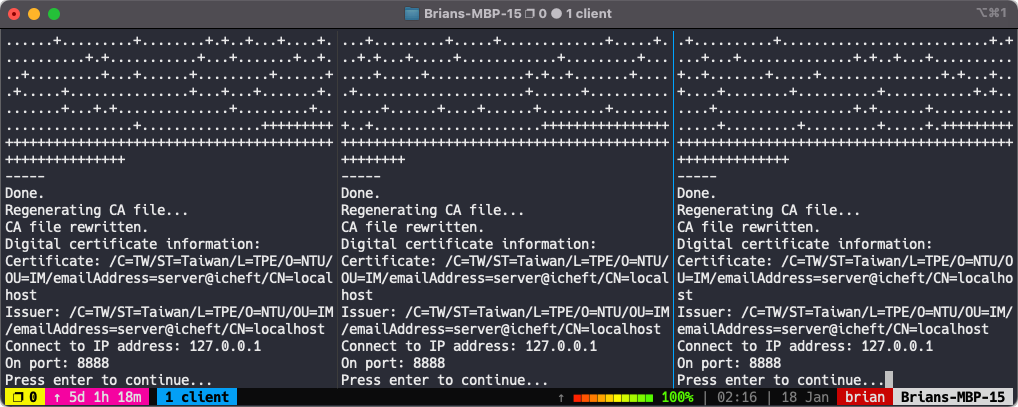 Brians-MBP-15 0 1 client
⌥⌘1
......+.........+........+.+..+...+....+.
..........+.+..........+...+........+..+.
..+.......+.........+.........+......+...
.+.....+...............+...+...+......+..
.......+...+.+..............+.........+..
................+...............+++++++++
+++++++++++++++++++++++++++++++++++++++++
+++++++++++++++
-----
Done.
Regenerating CA file...
CA file rewritten.
Digital certificate information:
Certificate: /C=TW/ST=Taiwan/L=TPE/O=NTU/
OU=IM/emailAddress=server@icheft/CN=local
host
Issuer: /C=TW/ST=Taiwan/L=TPE/O=NTU/OU=IM
/emailAddress=server@icheft/CN=localhost
Connect to IP address: 127.0.0.1
On port: 8888
Press enter to continue...
...+.........+......+............+.....+.
..+.+.+.....+...............+........+...
.....+......+..........+.+..+.......+....
..........+........+...+.........+.......
......+........+.....+......+........+...
+..+.....................++++++++++++++++
+++++++++++++++++++++++++++++++++++++++++
++++++++
-----
Done.
Regenerating CA file...
CA file rewritten.
Digital certificate information:
Certificate: /C=TW/ST=Taiwan/L=TPE/O=NTU/
OU=IM/emailAddress=server@icheft/CN=local
host
Issuer: /C=TW/ST=Taiwan/L=TPE/O=NTU/OU=IM
/emailAddress=server@icheft/CN=localhost
Connect to IP address: 127.0.0.1
On port: 8888
Press enter to continue...
.+.....+..............................+.+
...+.....+...+................+..........
+..+......+......+...............+.+.....
+.....+........+..................+...+.+.
....+.................+.+.....+..........
.....+.........+.........+.....+.+++++++++
++++++++++++++++++++++++++++++++++++++++++
++++++++++++++
-----
Done.
Regenerating CA file...
CA file rewritten.
Digital certificate information:
Certificate: /C=TW/ST=Taiwan/L=TPE/O=NTU/O
U=IM/emailAddress=server@icheft/CN=localho
st
Issuer: /C=TW/ST=Taiwan/L=TPE/O=NTU/OU=IM/
emailAddress=server@icheft/CN=localhost
Connect to IP address: 127.0.0.1
On port: 8888
Press enter to continue...
0 ↑ 5d 1h 18m 1 client ↑ 100% | 02:16 | 18 Jan brian Brians-MBP-15